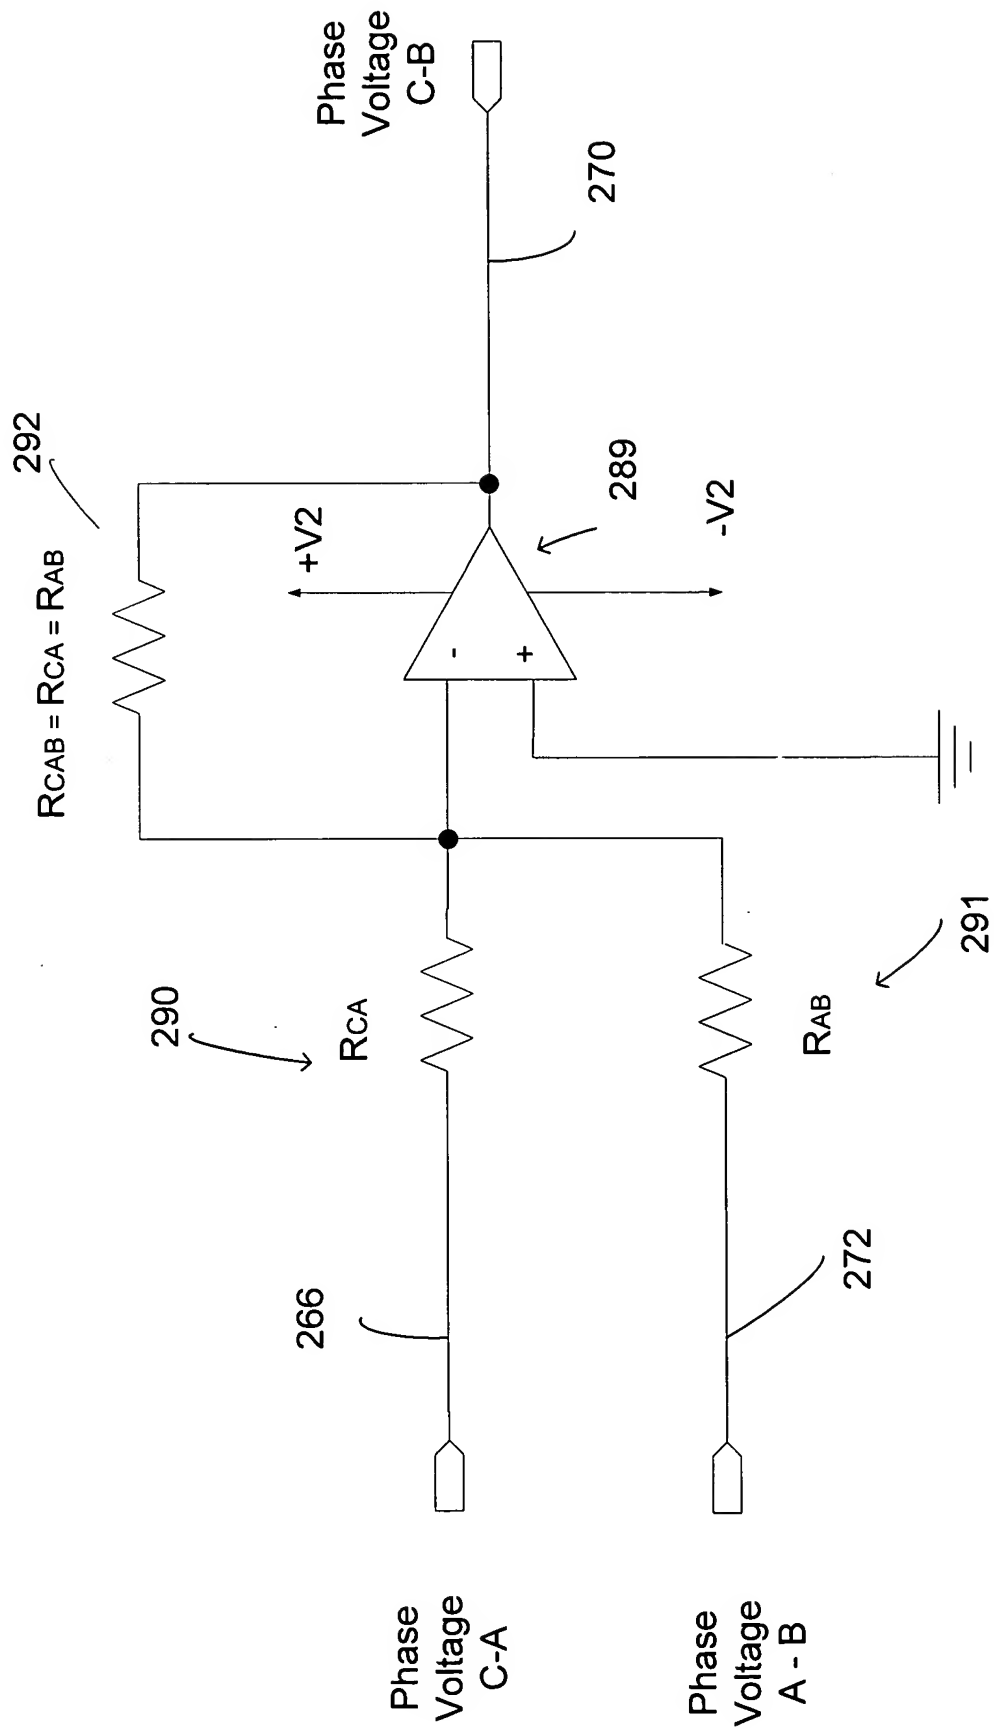 RCAB = RCA = RAB
292
Phase
Voltage
C-B
+V2
270
290
RCA
266
-
+
289
-V2
Phase
Voltage
C-A
RAB
291
272
Phase
Voltage
A - B